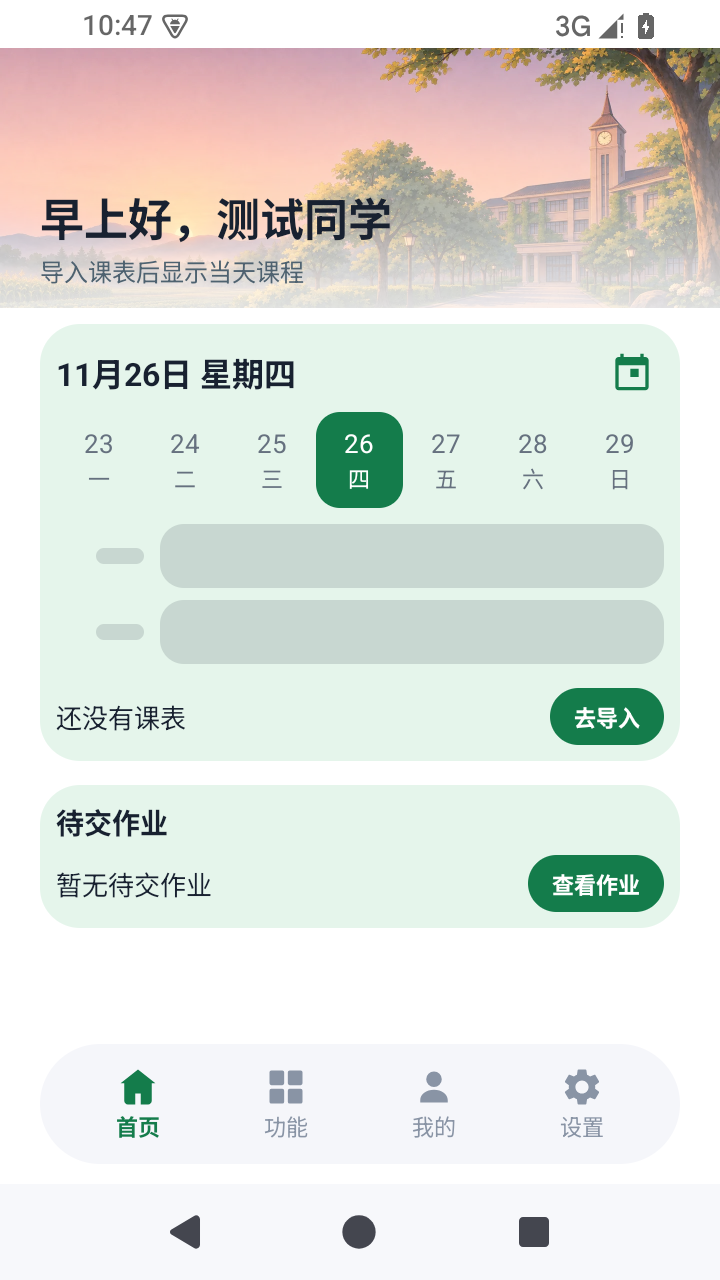 10:47
3G
早上好，测试同学
导入课表后显示当天课程
11月26日 星期四
23 24 25 26 27 28 29
一 二 三 四 五 六 日
还没有课表
去导入
待交作业
暂无待交作业
查看作业
首页 功能 我的 设置